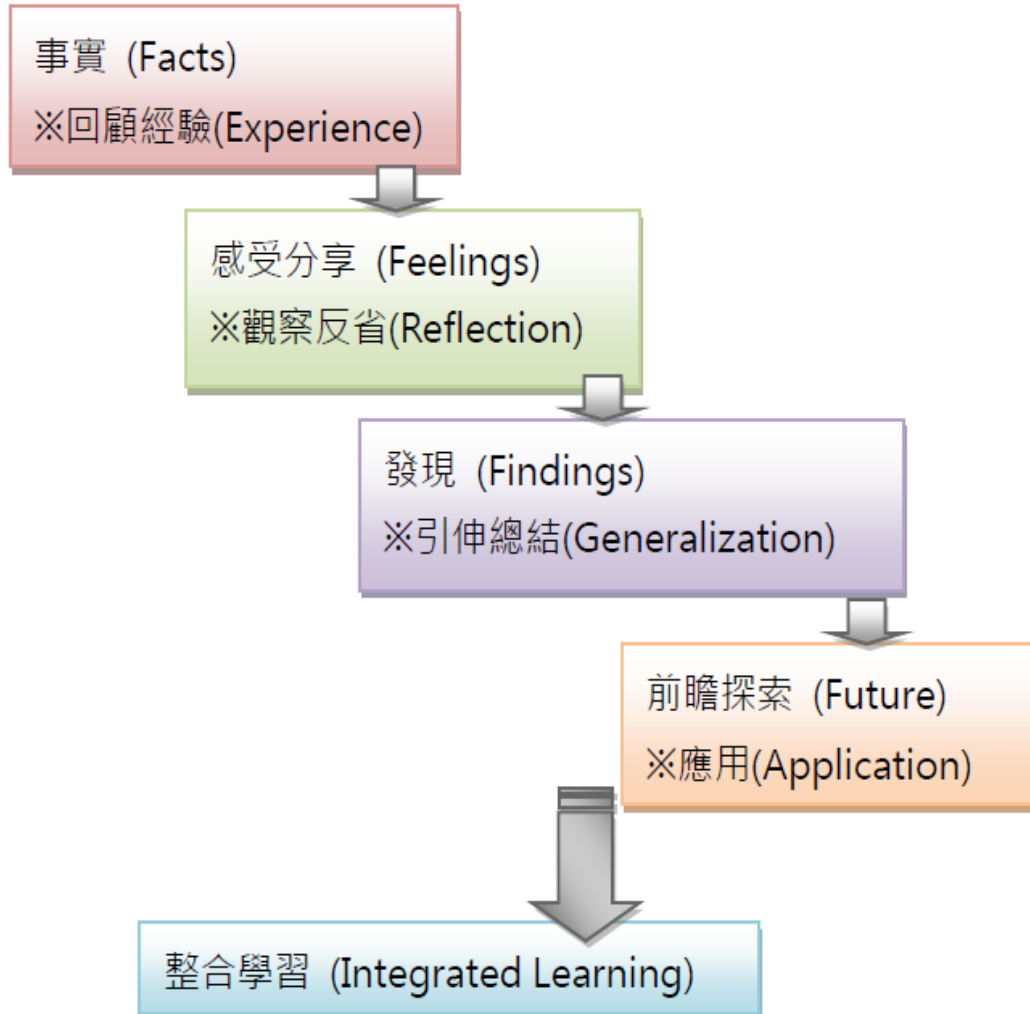 事實 (Facts)
※回顧經驗(Experience)
感受分享 (Feelings)
※觀察反省(Reflection)
發現 (Findings)
※引伸總結(Generalization)
前瞻探索 (Future)
※應用(Application)
整合學習 (Integrated Learning)